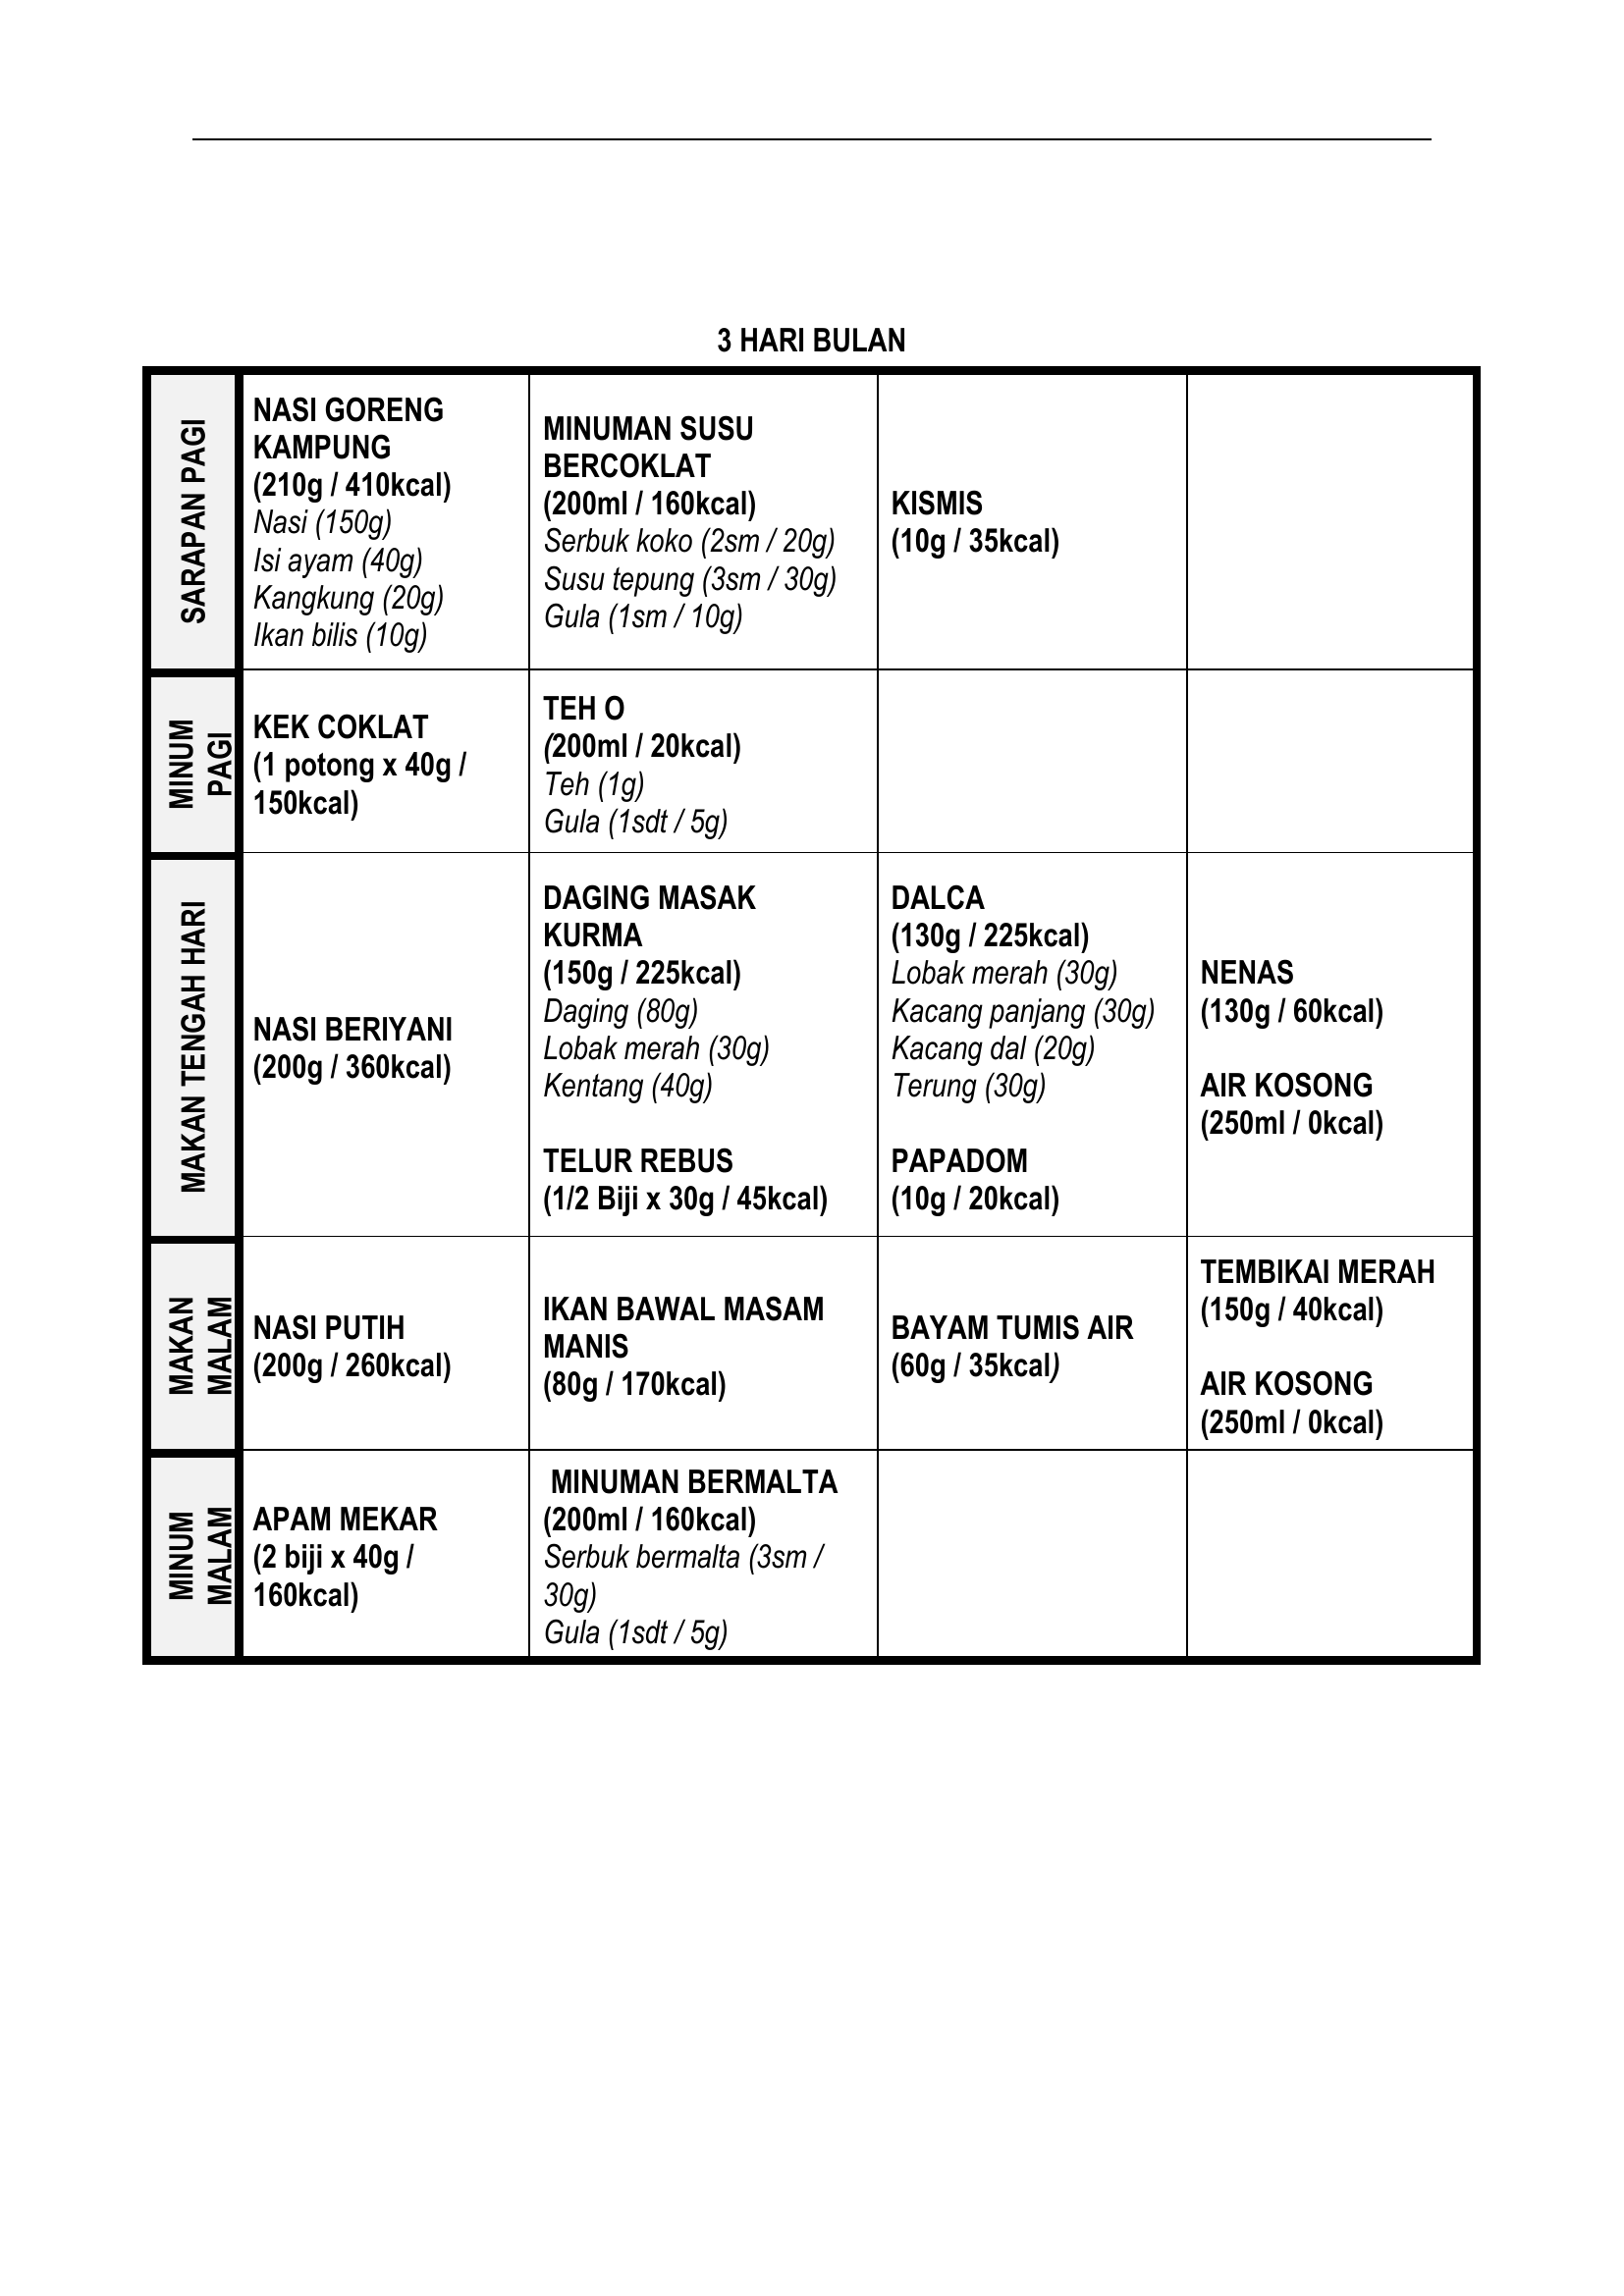 3 HARI BULAN
SARAPAN PAGI
NASI GORENG
KAMPUNG
(210g / 410kcal)
Nasi (150g)
Isi ayam (40g)
Kangkung (20g)
Ikan bilis (10g)
MINUMAN SUSU
BERCOKLAT
(200ml / 160kcal)
Serbuk koko (2sm / 20g)
Susu tepung (3sm / 30g)
Gula (1sm / 10g)
KISMIS
(10g / 35kcal)
MINUM
PAGI
KEK COKLAT
(1 potong x 40g /
150kcal)
TEH O
(200ml / 20kcal)
Teh (1g)
Gula (1sdt / 5g)
MAKAN TENGAH HARI
NASI BERIYANI
(200g / 360kcal)
DAGING MASAK
KURMA
(150g / 225kcal)
Daging (80g)
Lobak merah (30g)
Kentang (40g)
TELUR REBUS
(1/2 Biji x 30g / 45kcal)
DALCA
(130g / 225kcal)
Lobak merah (30g)
Kacang panjang (30g)
Kacang dal (20g)
Terung (30g)
PAPADOM
(10g / 20kcal)
NENAS
(130g / 60kcal)
AIR KOSONG
(250ml / 0kcal)
MAKAN
MALAM
NASI PUTIH
(200g / 260kcal)
IKAN BAWAL MASAM
MANIS
(80g / 170kcal)
BAYAM TUMIS AIR
(60g / 35kcal)
TEMBIKAI MERAH
(150g / 40kcal)
AIR KOSONG
(250ml / 0kcal)
MINUM
MALAM
APAM MEKAR
(2 biji x 40g /
160kcal)
MINUMAN BERMALTA
(200ml / 160kcal)
Serbuk bermalta (3sm /
30g)
Gula (1sdt / 5g)